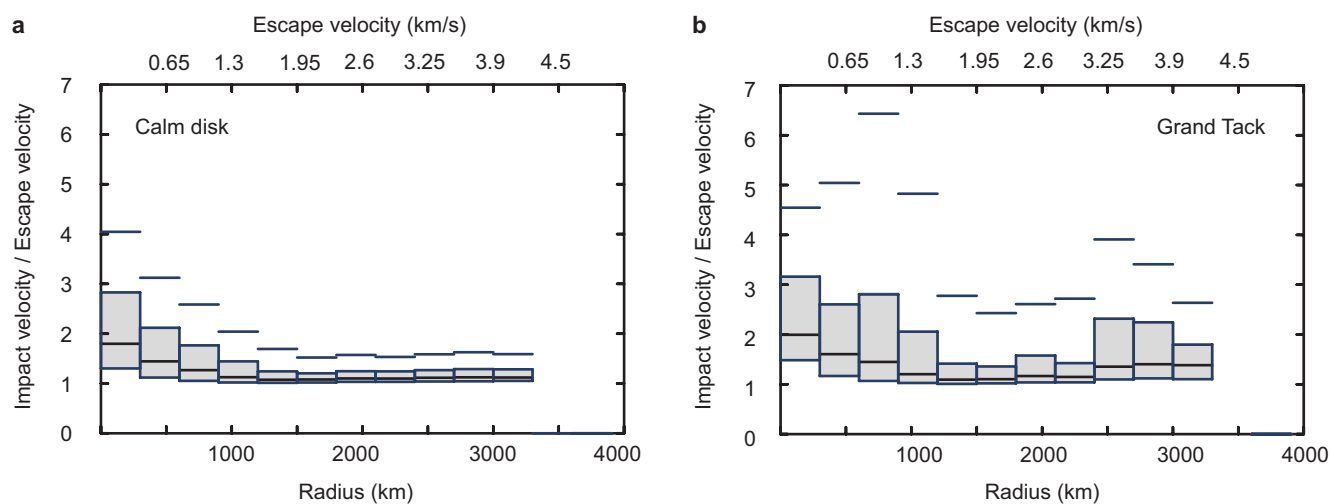 a
Escape velocity (km/s)
0.65 1.3 1.95 2.6 3.25 3.9 4.5
7
6
5
4
3
2
1
0
Calm disk
Impact velocity / Escape velocity
1000 2000 3000 4000
Radius (km)
b
Escape velocity (km/s)
0.65 1.3 1.95 2.6 3.25 3.9 4.5
7
6
5
4
3
2
1
0
Grand Tack
Impact velocity / Escape velocity
1000 2000 3000 4000
Radius (km)